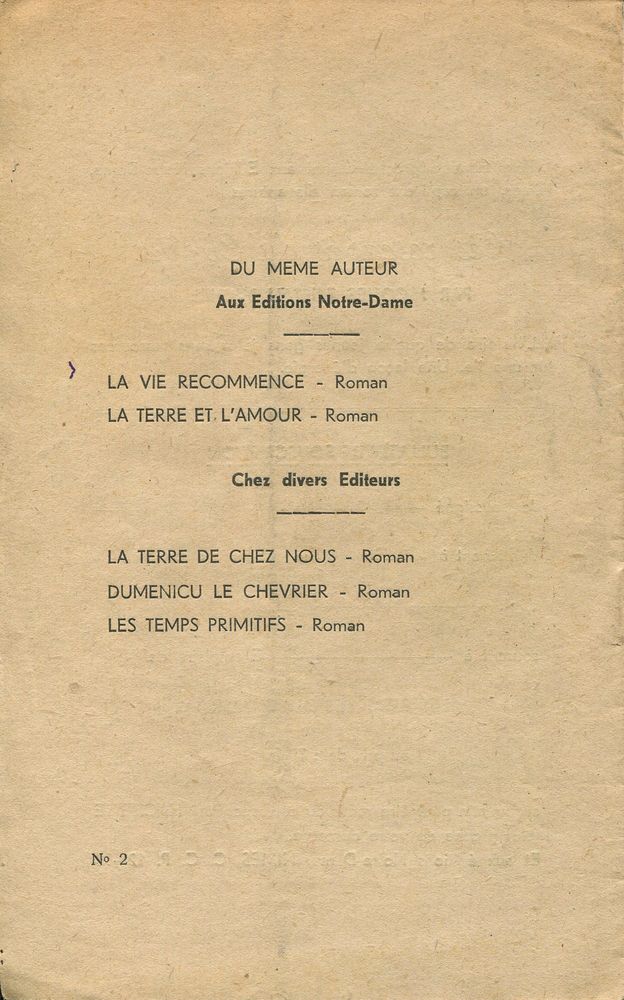 DU MEME AUTEUR
Aux Editions Notre-Dame
LA VIE RECOMMENCE - Roman
LA TERRE ET L'AMOUR - Roman
Chez divers Editeurs
LA TERRE DE CHEZ NOUS - Roman
DUMENICU LE CHEVRIER - Roman
LES TEMPS PRIMITIFS - Roman
Nº 2